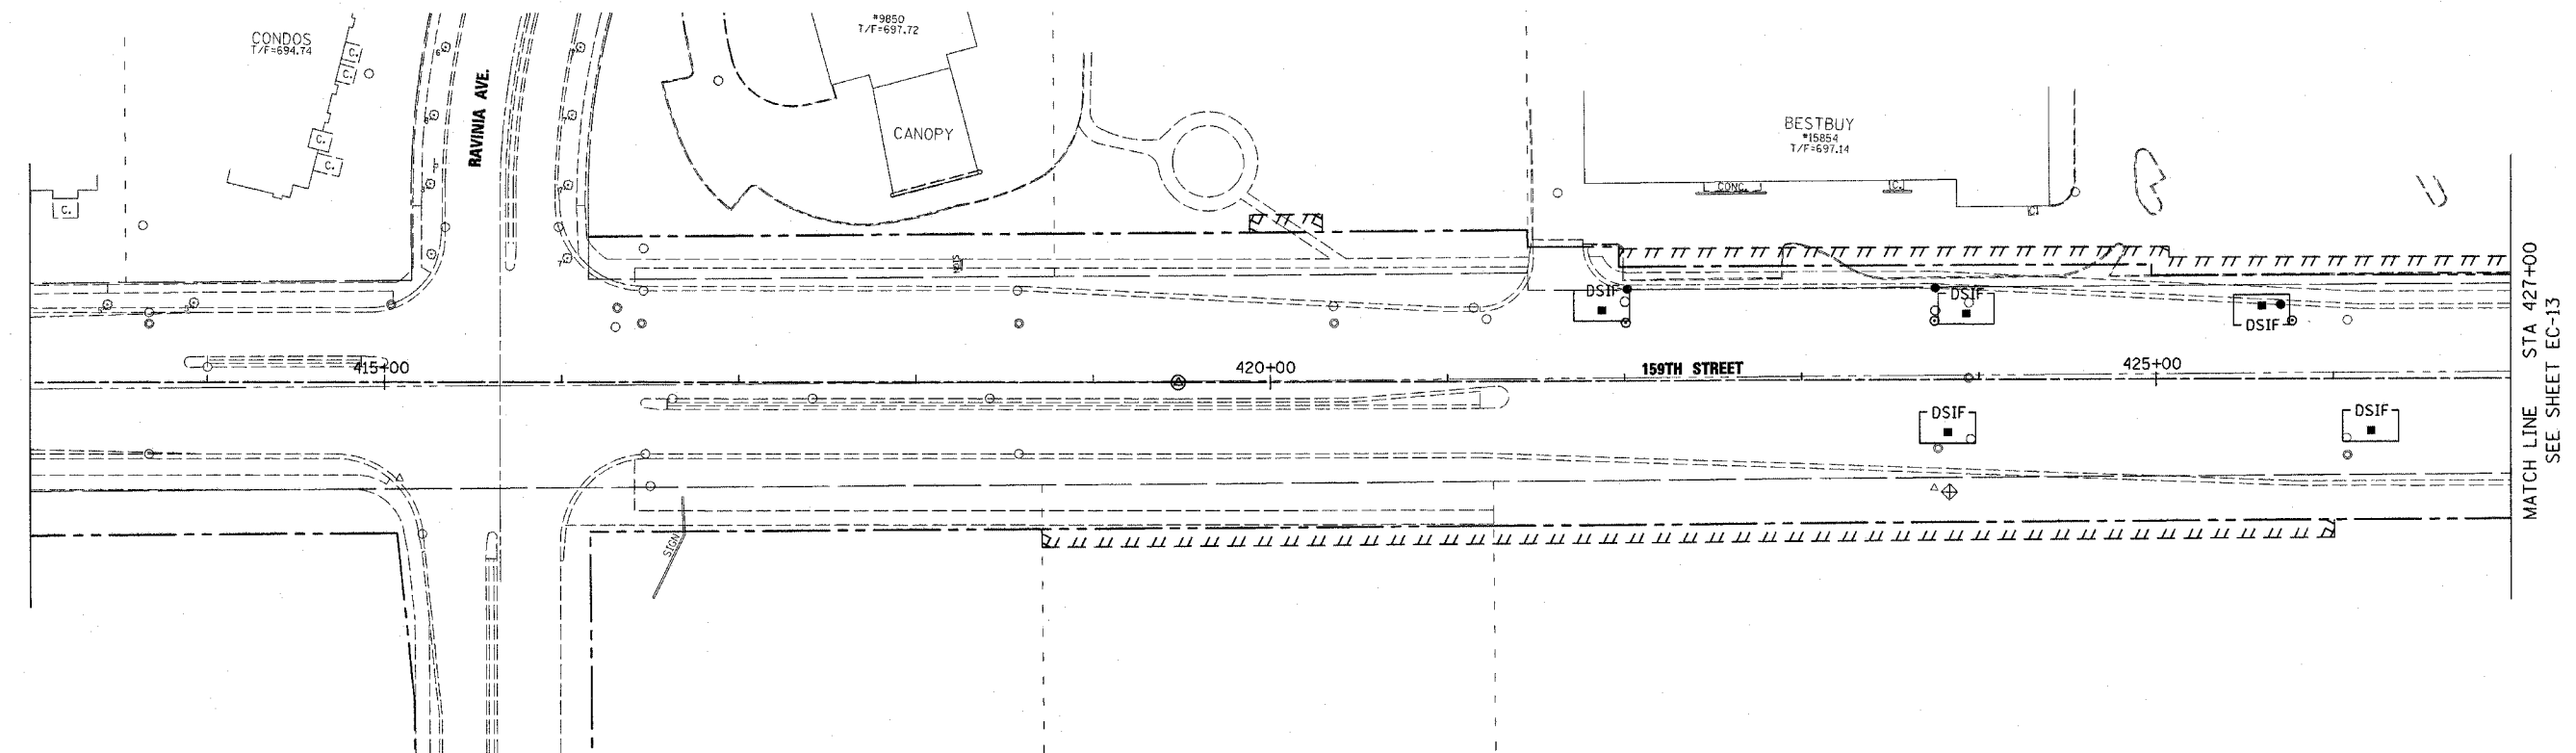 CONDOS
T/F=694.74
C.
C.
C.
C.
C.
RAVINIA AVE.
#9850
T/F=697.72
CANOPY
BESTBUY
#15854
T/F=697.14
CONC.
C.
SIGN
DSIF
DSIF
DSIF
415+00
420+00
159TH STREET
425+00
DSIF
DSIF
SIGN
MATCH LINE STA 427+00
SEE SHEET EC-13